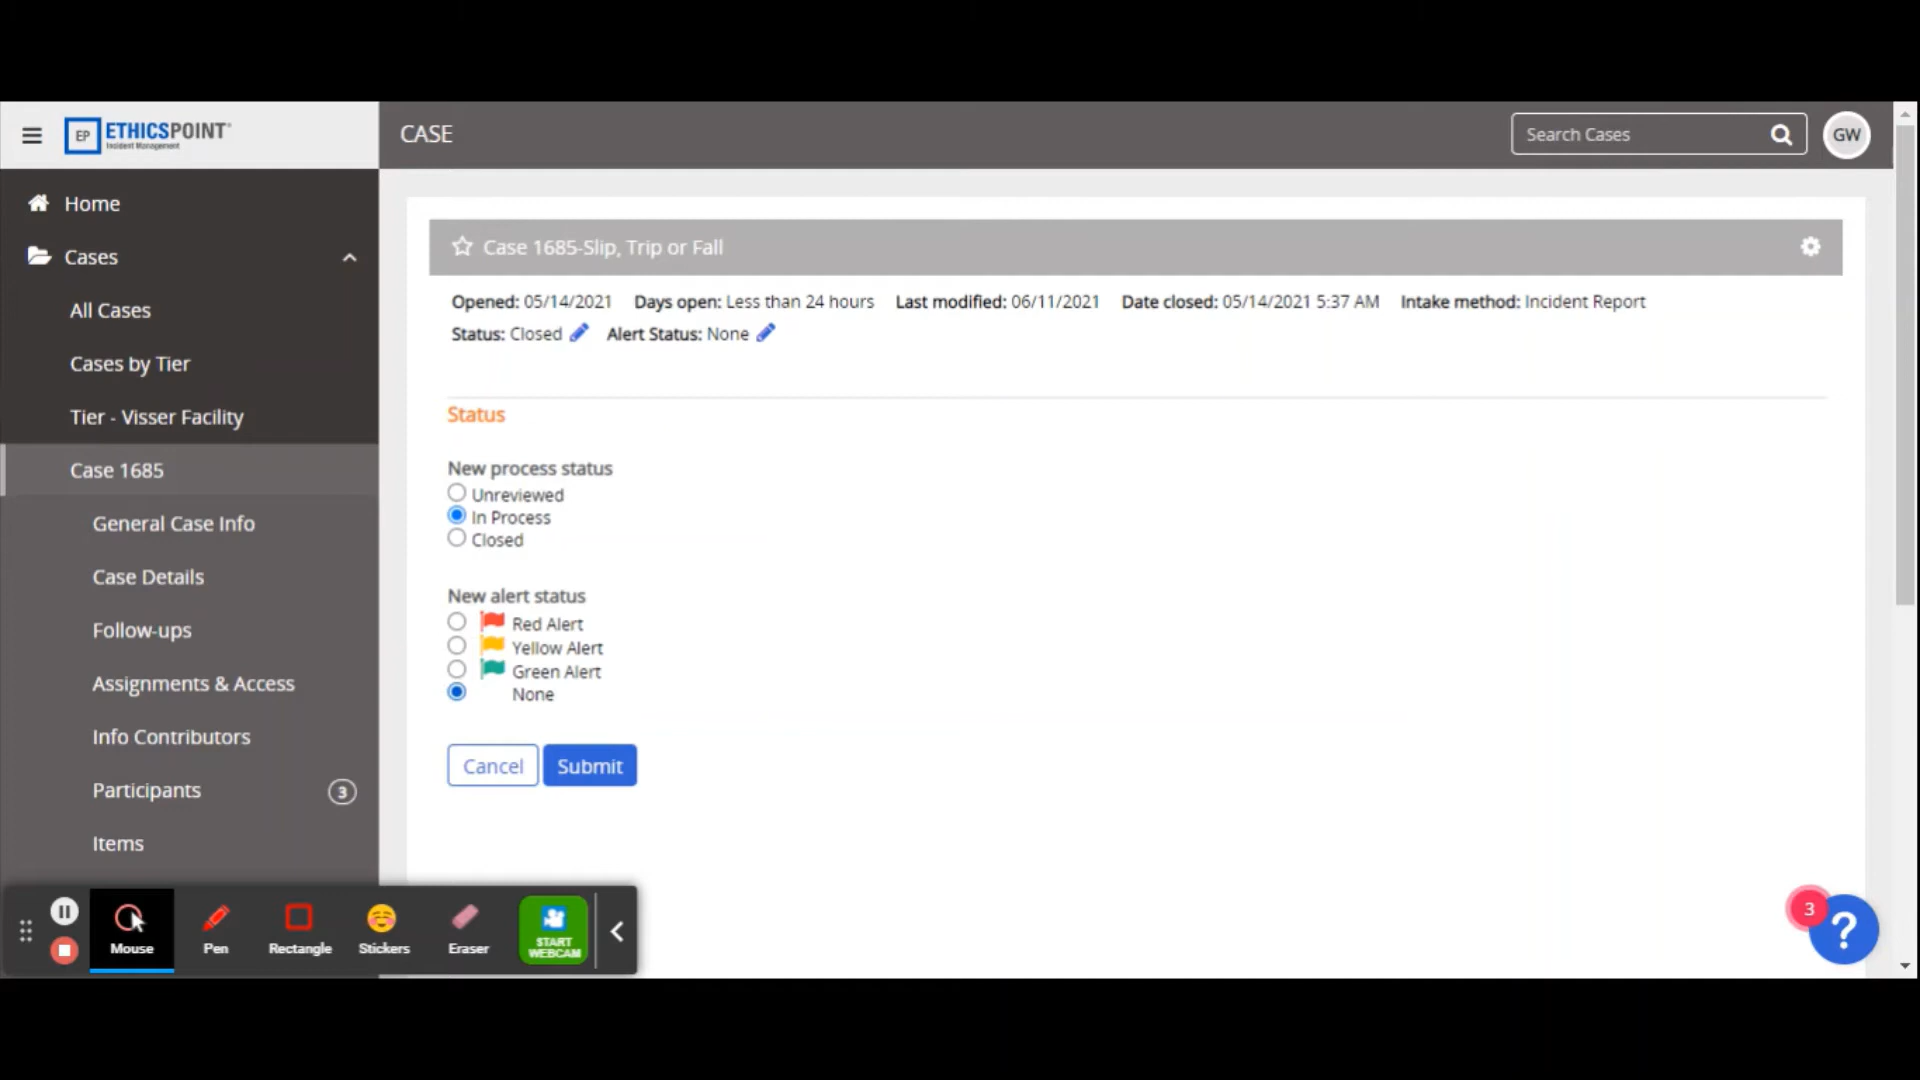 EP ETHICSPOINT®
Incident Management
CASE
Search Cases
GW
Home
Cases
All Cases
Cases by Tier
Tier - Visser Facility
Case 1685
General Case Info
Case Details
Follow-ups
Assignments & Access
Info Contributors
Participants 3
Items
Case 1685-Slip, Trip or Fall
Opened: 05/14/2021 Days open: Less than 24 hours Last modified: 06/11/2021 Date closed: 05/14/2021 5:37 AM Intake method: Incident Report
Status: Closed Alert Status: None
Status
New process status
Unreviewed
In Process
Closed
New alert status
Red Alert
Yellow Alert
Green Alert
None
Cancel Submit
Mouse Pen Rectangle Stickers Eraser START WEBCAM
3
?